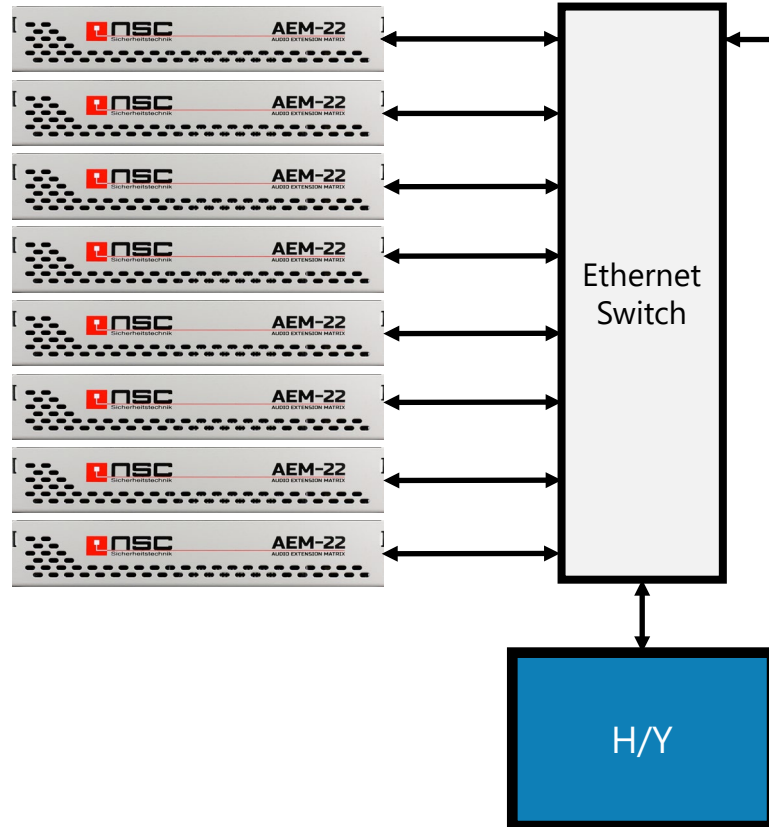 nsc
Sicherheitstechnik
AEM-22
AUDIO EXTENSION MATRIX
nsc
Sicherheitstechnik
AEM-22
AUDIO EXTENSION MATRIX
nsc
Sicherheitstechnik
AEM-22
AUDIO EXTENSION MATRIX
nsc
Sicherheitstechnik
AEM-22
AUDIO EXTENSION MATRIX
nsc
Sicherheitstechnik
AEM-22
AUDIO EXTENSION MATRIX
nsc
Sicherheitstechnik
AEM-22
AUDIO EXTENSION MATRIX
nsc
Sicherheitstechnik
AEM-22
AUDIO EXTENSION MATRIX
nsc
Sicherheitstechnik
AEM-22
AUDIO EXTENSION MATRIX
Ethernet
Switch
H/Y